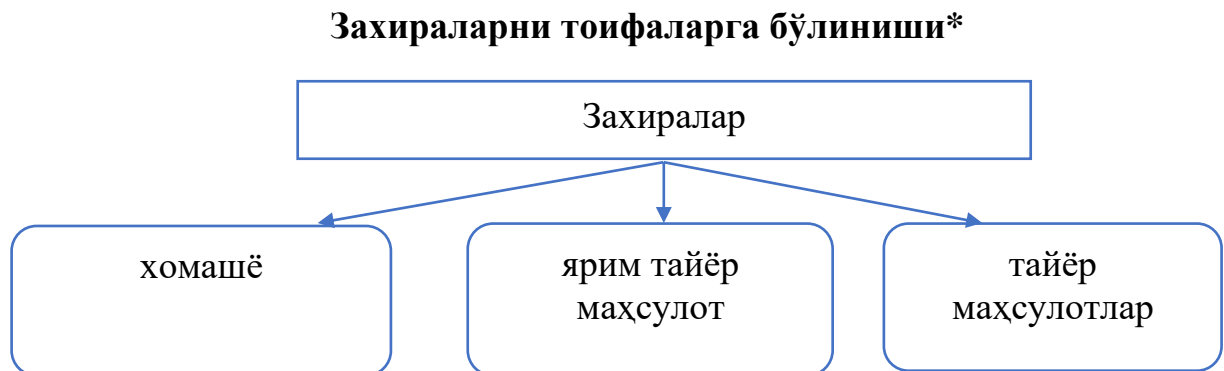 Захираларни тоифаларга бўлиниши*
Захиралар
хомашё
ярим тайёр
маҳсулот
тайёр
маҳсулотлар